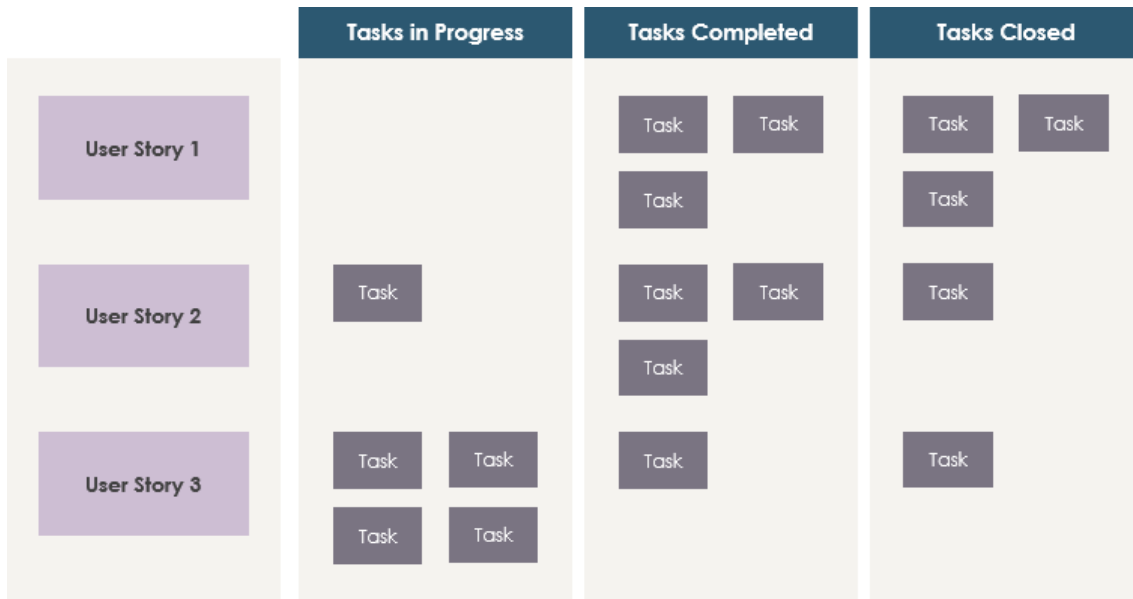 Tasks in Progress Tasks Completed Tasks Closed
Task Task Task Task
User Story 1
Task Task
Task Task Task Task
User Story 2
Task
Task Task Task Task
User Story 3
Task Task